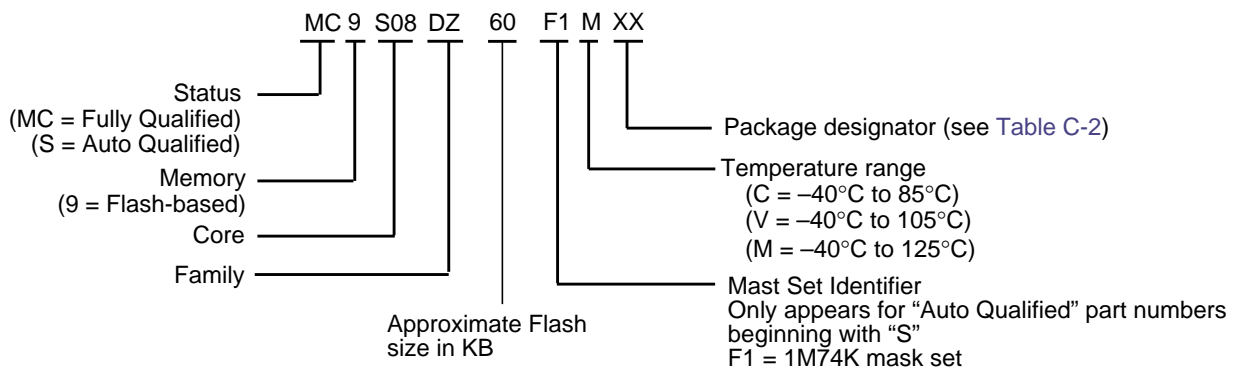 MC 9 S08 DZ 60 F1 M XX
Status
(MC = Fully Qualified)
(S = Auto Qualified)
Memory
(9 = Flash-based)
Core
Family
Approximate Flash
size in KB
Package designator (see Table C-2)
Temperature range
(C = –40°C to 85°C)
(V = –40°C to 105°C)
(M = –40°C to 125°C)
Mast Set Identifier
Only appears for “Auto Qualified” part numbers
beginning with “S”
F1 = 1M74K mask set